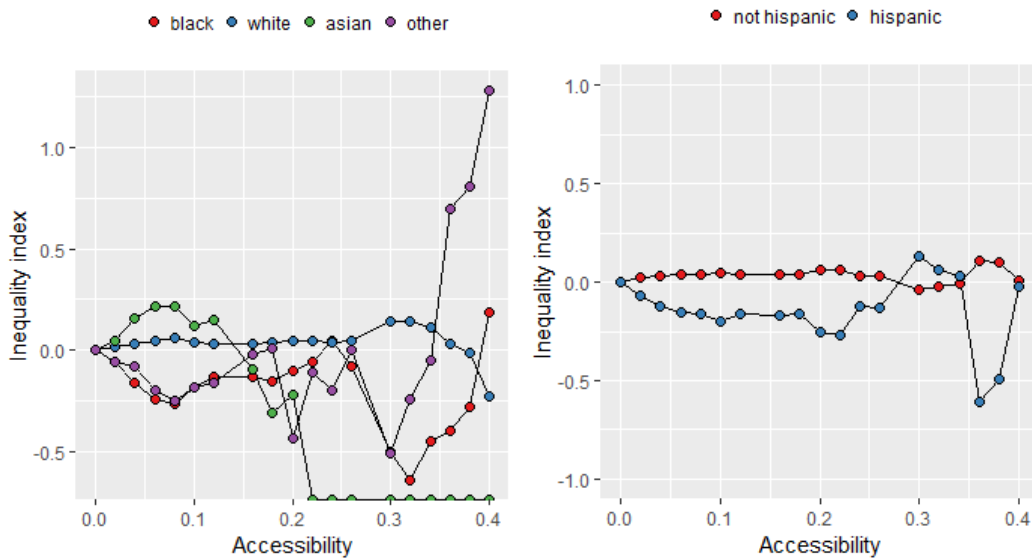 black white asian other
Inequality index
1.0
0.5
0.0
-0.5
0.0 0.1 0.2 0.3 0.4
Accessibility
not hispanic hispanic
Inequality index
1.0
0.5
0.0
-0.5
-1.0
0.0 0.1 0.2 0.3 0.4
Accessibility